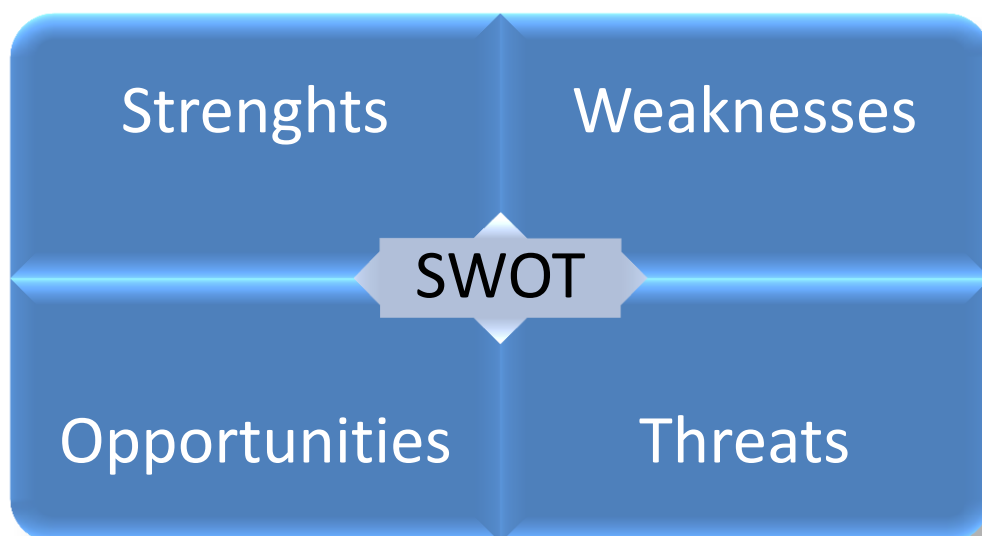 Strenghts
Weaknesses
SWOT
Opportunities
Threats